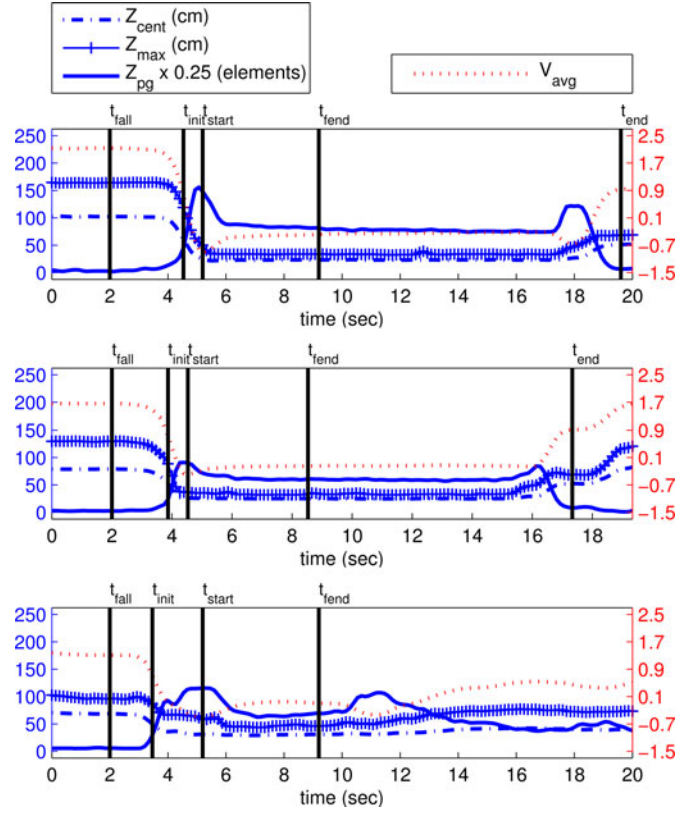 Z_cent (cm)
Z_max (cm)
Z_pg x 0.25 (elements)
V_avg
t_fall t_init t_start t_fend t_end
250 2.5
200 1.7
150 0.9
100 0.1
50 −0.7
0 −1.5
0 2 4 6 8 10 12 14 16 18 20
time (sec)
t_fall t_init t_start t_fend t_end
250 2.5
200 1.7
150 0.9
100 0.1
50 −0.7
0 −1.5
0 2 4 6 8 10 12 14 16 18
time (sec)
t_fall t_init t_start t_fend
250 2.5
200 1.7
150 0.9
100 0.1
50 −0.7
0 −1.5
0 2 4 6 8 10 12 14 16 18 20
time (sec)